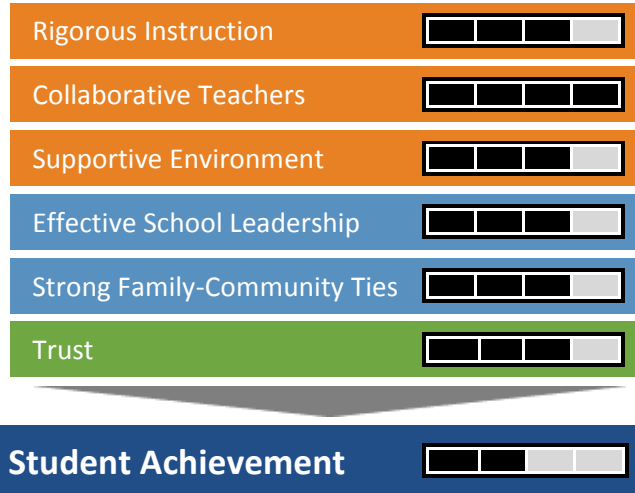 Rigorous Instruction
Collaborative Teachers
Supportive Environment
Effective School Leadership
Strong Family-Community Ties
Trust
Student Achievement